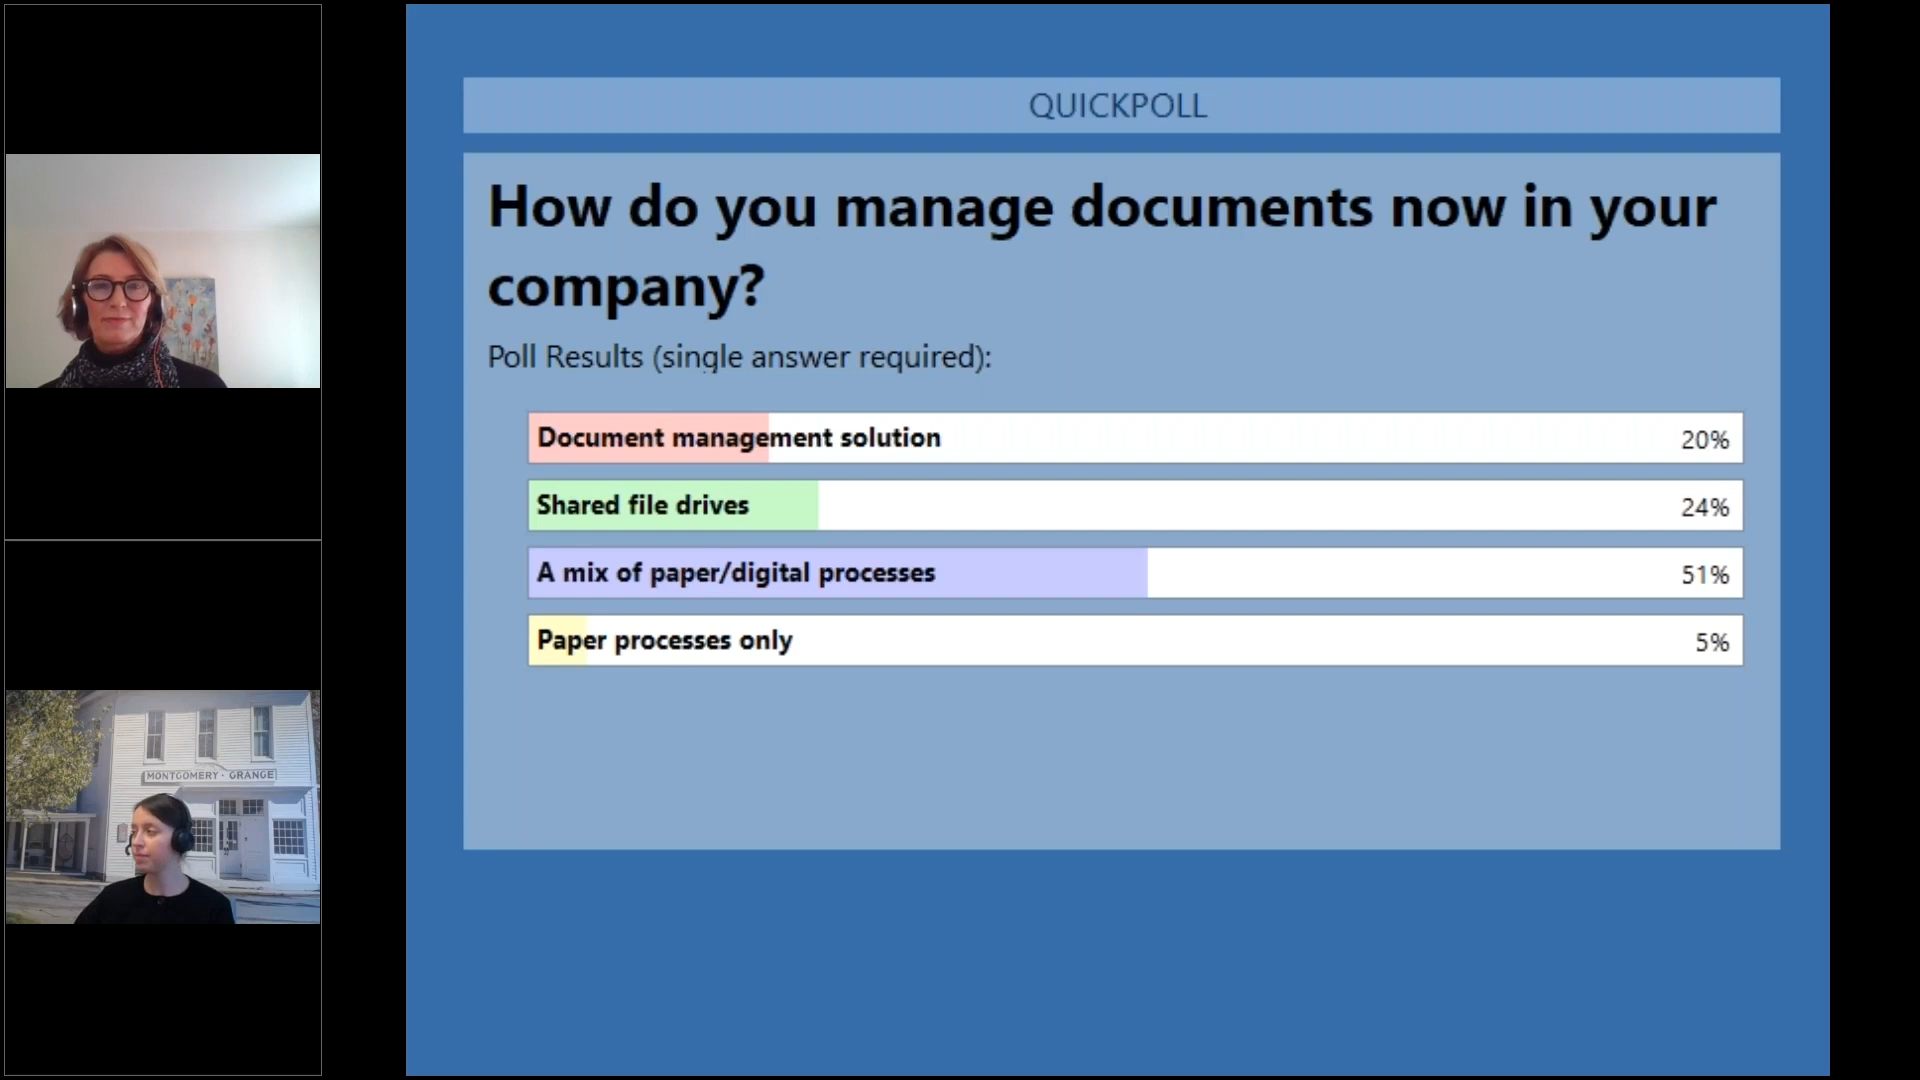 QUICKPOLL
How do you manage documents now in your
company?
Poll Results (single answer required):
Document management solution 20%
Shared file drives 24%
A mix of paper/digital processes 51%
Paper processes only 5%
MONTGOMERY · GRANGE